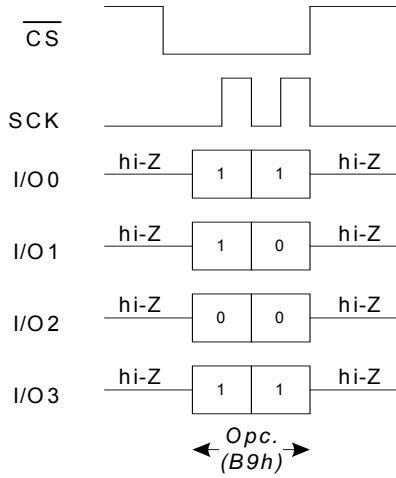 CS
SCK
hi-Z hi-Z
I/O0 1 1
hi-Z hi-Z
I/O1 1 0
hi-Z hi-Z
I/O2 0 0
hi-Z hi-Z
I/O3 1 1
Opc.
(B9h)